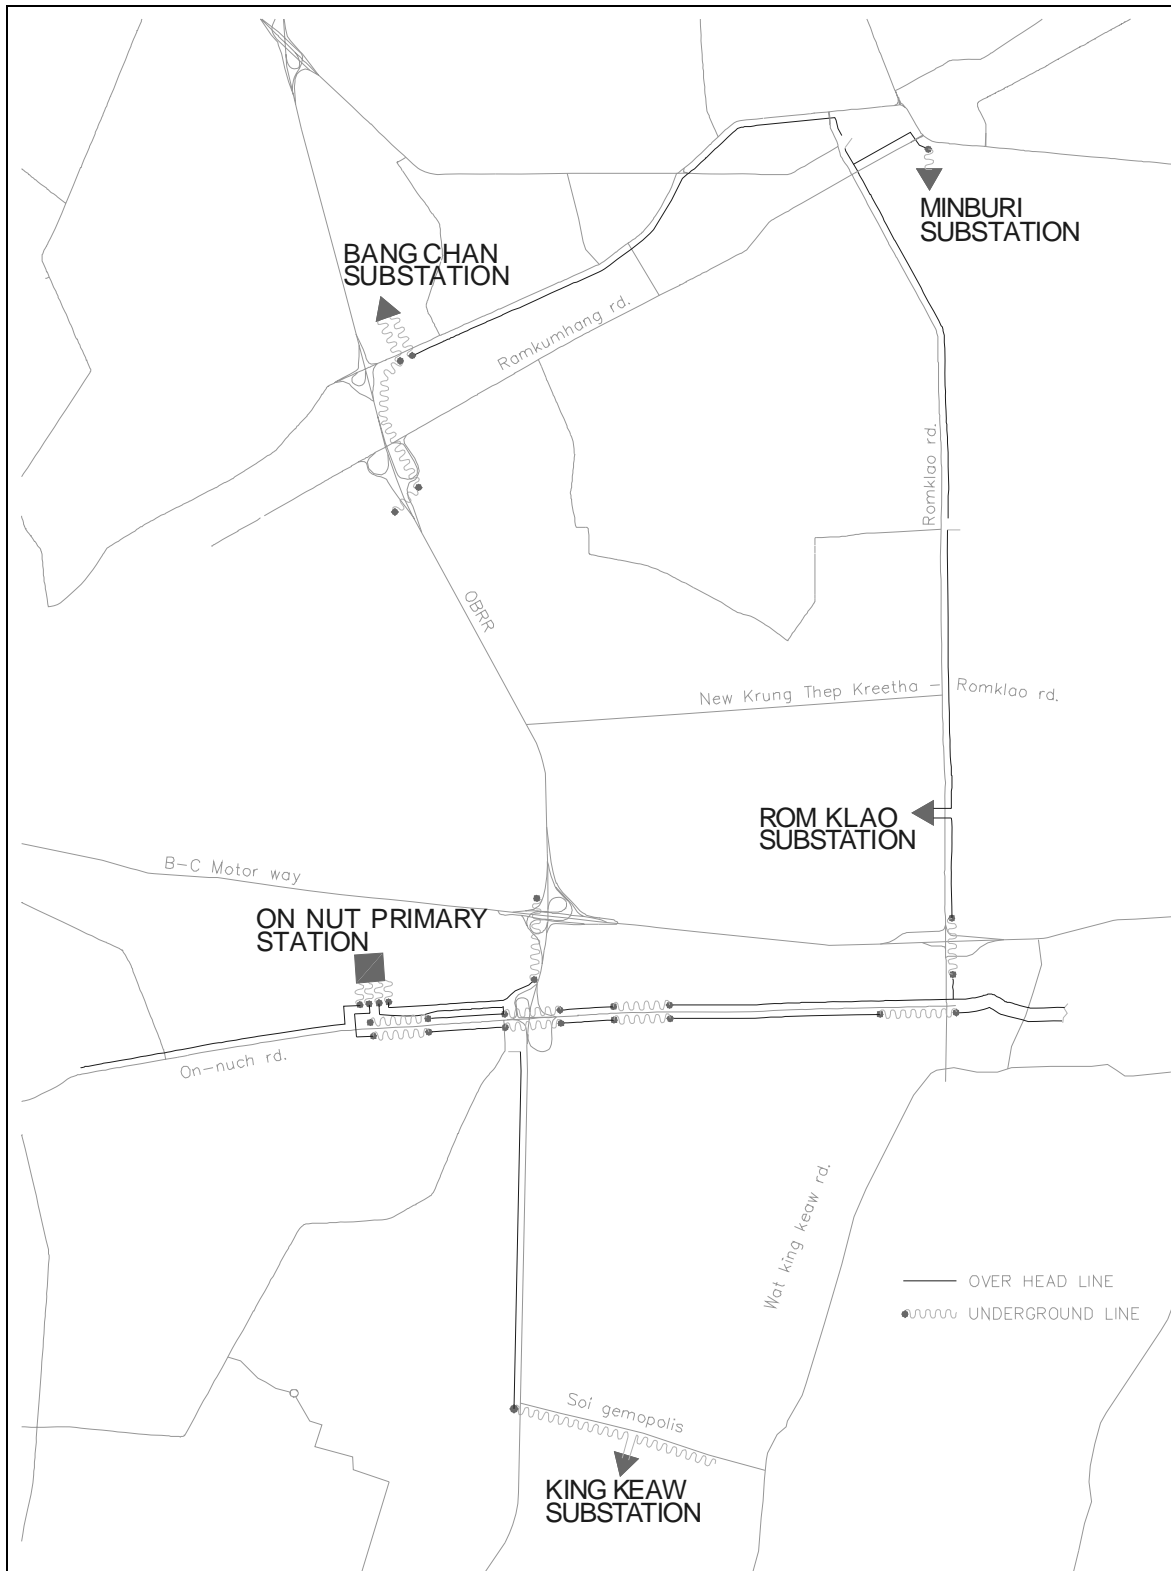 MINBURI
SUBSTATION
BANG CHAN
SUBSTATION
Ramkumhang rd.
Romklao rd.
OBRR
New Krung Thep Kreetha - Romklao rd.
ROM KLAO
SUBSTATION
B-C Motor way
ON NUT PRIMARY
STATION
On-nuch rd.
Wat king keaw rd.
OVER HEAD LINE
UNDERGROUND LINE
Soi gemopolis
KING KEAW
SUBSTATION